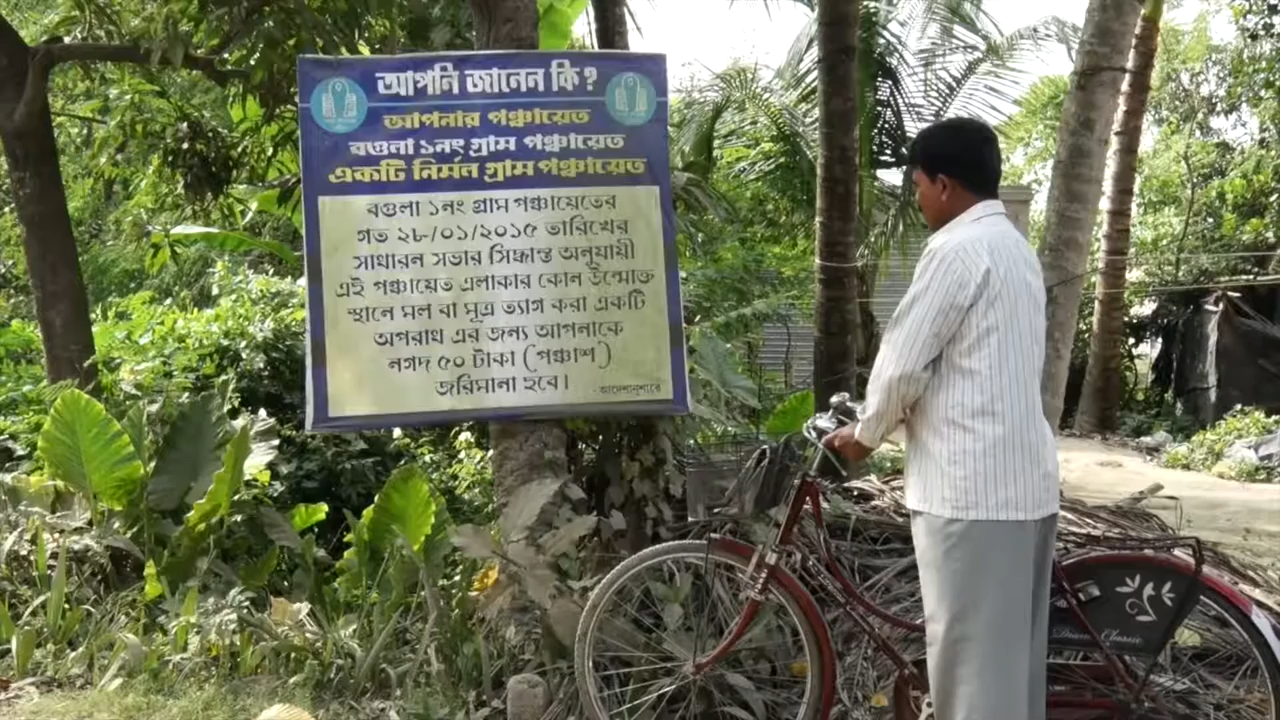 আপনি জানেন কি?
আপনার পঞ্চায়েত
বগুলা ১নং গ্রাম পঞ্চায়েত
একটি নির্মল গ্রাম পঞ্চায়েত
বগুলা ১নং গ্রাম পঞ্চায়েতের
গত ২৮/০১/২০১৫ তারিখের
সাধারন সভার সিদ্ধান্ত অনুযায়ী
এই পঞ্চায়েত এলাকার কোন উন্মোক্ত
স্থানে মল বা মূত্র ত্যাগ করা একটি
অপরাধ এর জন্য আপনাকে
নগদ ৫০ টাকা (পঞ্চাশ)
জরিমানা হবে।
- আদেশানুসারে
Classic